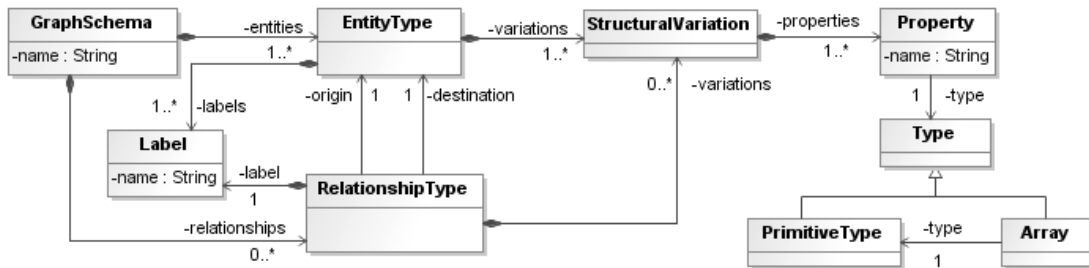 GraphSchema
-name : String
-entities
1..*
EntityType
-variations
1..*
StructuralVariation
-properties
1..*
Property
-name : String
-origin
1
1
-destination
0..*
-variations
1
-type
1..*
-labels
Label
-name : String
-label
1
RelationshipType
Type
-relationships
0..*
PrimitiveType
-type
1
Array